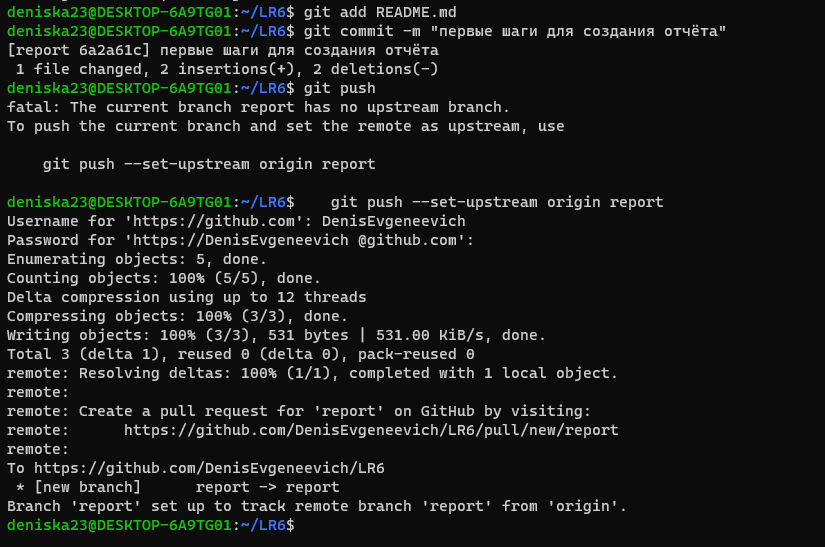 deniska23@DESKTOP-6A9TG01:~/LR6$ git add README.md
deniska23@DESKTOP-6A9TG01:~/LR6$ git commit -m "первые шаги для создания отчёта"
[report 6a2a61c] первые шаги для создания отчёта
 1 file changed, 2 insertions(+), 2 deletions(-)
deniska23@DESKTOP-6A9TG01:~/LR6$ git push
fatal: The current branch report has no upstream branch.
To push the current branch and set the remote as upstream, use

    git push --set-upstream origin report

deniska23@DESKTOP-6A9TG01:~/LR6$    git push --set-upstream origin report
Username for 'https://github.com': DenisEvgeneevich
Password for 'https://DenisEvgeneevich @github.com':
Enumerating objects: 5, done.
Counting objects: 100% (5/5), done.
Delta compression using up to 12 threads
Compressing objects: 100% (3/3), done.
Writing objects: 100% (3/3), 531 bytes | 531.00 KiB/s, done.
Total 3 (delta 1), reused 0 (delta 0), pack-reused 0
remote: Resolving deltas: 100% (1/1), completed with 1 local object.
remote:
remote: Create a pull request for 'report' on GitHub by visiting:
remote:      https://github.com/DenisEvgeneevich/LR6/pull/new/report
remote:
To https://github.com/DenisEvgeneevich/LR6
 * [new branch]      report -> report
Branch 'report' set up to track remote branch 'report' from 'origin'.
deniska23@DESKTOP-6A9TG01:~/LR6$